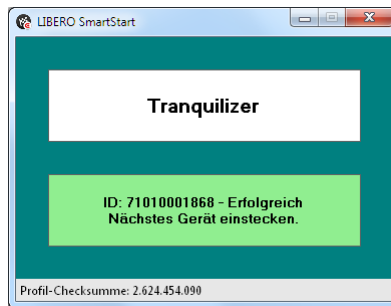 LIBERO SmartStart
Tranquilizer
ID: 71010001868 - Erfolgreich
Nächstes Gerät einstecken.
Profil-Checksumme: 2.624.454.090